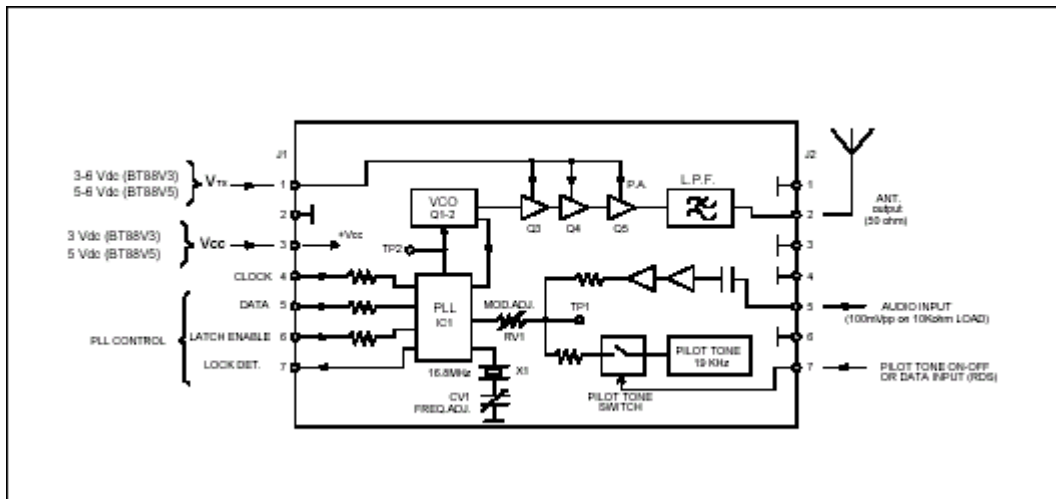 J1
J2
3-6 Vdc (BT88V3)
5-6 Vdc (BT88V5)
VTX
1
2
3 Vdc (BT88V3)
5 Vdc (BT88V5)
Vcc
3
+Vcc
CLOCK
4
DATA
5
PLL CONTROL
LATCH ENABLE
6
LOCK DET.
7
VCO
Q1-2
TP2
PLL
IC1
Q3
Q4
Q5
P.A.
L.P.F.
MOD.ADJ.
RV1
TP1
16.8MHz
X1
CV1
FREQ.ADJ.
PILOT TONE
19 KHz
PILOT TONE
SWITCH
1
2
ANT.
output
(50 ohm)
3
4
5
AUDIO INPUT
(100mVpp on 10Kohm LOAD)
6
7
PILOT TONE ON-OFF
OR DATA INPUT (RDS)